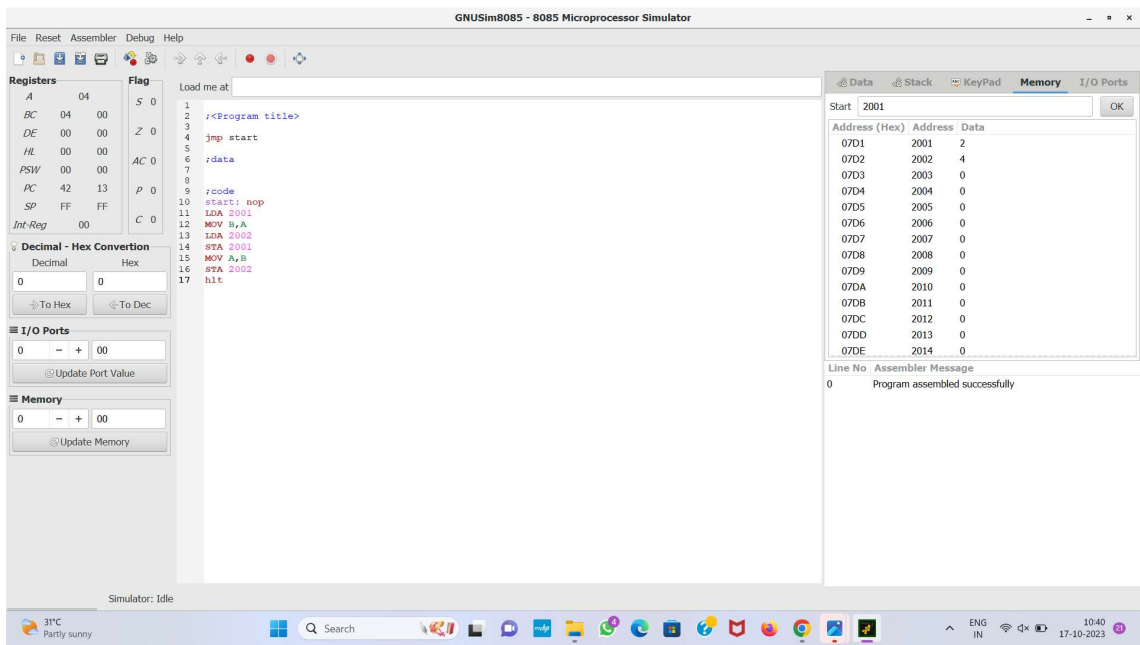 GNUSim8085 - 8085 Microprocessor Simulator
File Reset Assembler Debug Help
Registers
A 04
BC 04 00
DE 00 00
HL 00 00
PSW 00 00
PC 42 13
SP FF FF
Int-Reg 00
Flag
S 0
Z 0
AC 0
P 0
C 0
Decimal - Hex Convertion
Decimal Hex
0 0
To Hex To Dec
I/O Ports
0 - + 00
Update Port Value
Memory
0 - + 00
Update Memory
Load me at
1
2 ;<Program title>
3
4 jmp start
5
6 ;data
7
8
9 ;code
10 start: nop
11 LDA 2001
12 MOV B,A
13 LDA 2002
14 STA 2001
15 MOV A,B
16 STA 2002
17 hlt
Data Stack KeyPad Memory I/O Ports
Start 2001 OK
Address (Hex) Address Data
07D1 2001 2
07D2 2002 4
07D3 2003 0
07D4 2004 0
07D5 2005 0
07D6 2006 0
07D7 2007 0
07D8 2008 0
07D9 2009 0
07DA 2010 0
07DB 2011 0
07DC 2012 0
07DD 2013 0
07DE 2014 0
Line No Assembler Message
0 Program assembled successfully
Simulator: Idle
31°C
Partly sunny
Search
ENG
IN
10:40
17-10-2023
21